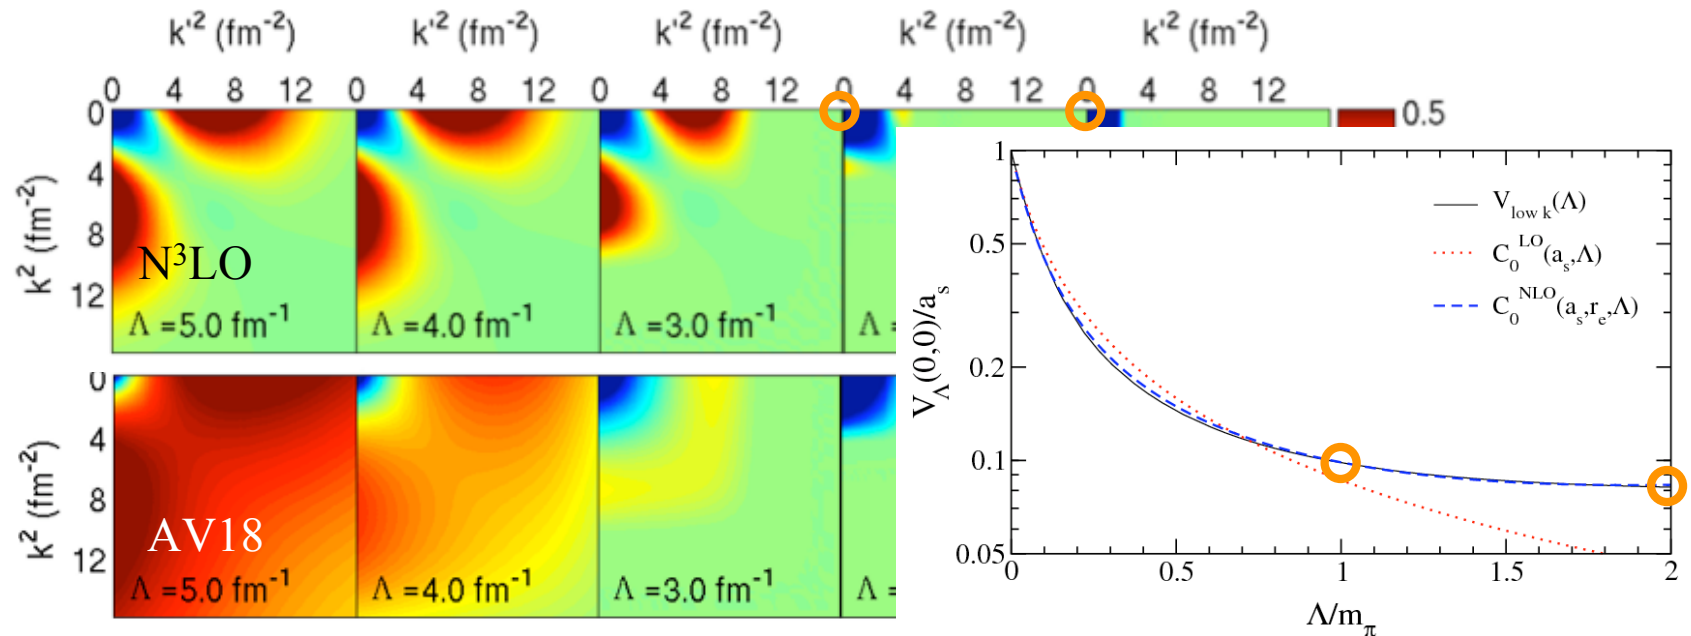 k'² (fm⁻²) k'² (fm⁻²) k'² (fm⁻²) k'² (fm⁻²) k'² (fm⁻²)
0 4 8 12 0 4 8 12 0 4 8 12 0 4 8 12 0 4 8 12
k² (fm⁻²)
0
4
8
12
N³LO
Λ =5.0 fm⁻¹ Λ =4.0 fm⁻¹ Λ =3.0 fm⁻¹ Λ =
0.5
k² (fm⁻²)
0
4
8
12
AV18
Λ =5.0 fm⁻¹ Λ =4.0 fm⁻¹ Λ =3.0 fm⁻¹ Λ =
V_Λ(0,0)/a_s
1
0.5
0.2
0.1
0.05
V_low k(Λ)
C₀^LO(a_s,Λ)
C₀^NLO(a_s,r_e,Λ)
0 0.5 1 1.5 2
Λ/m_π